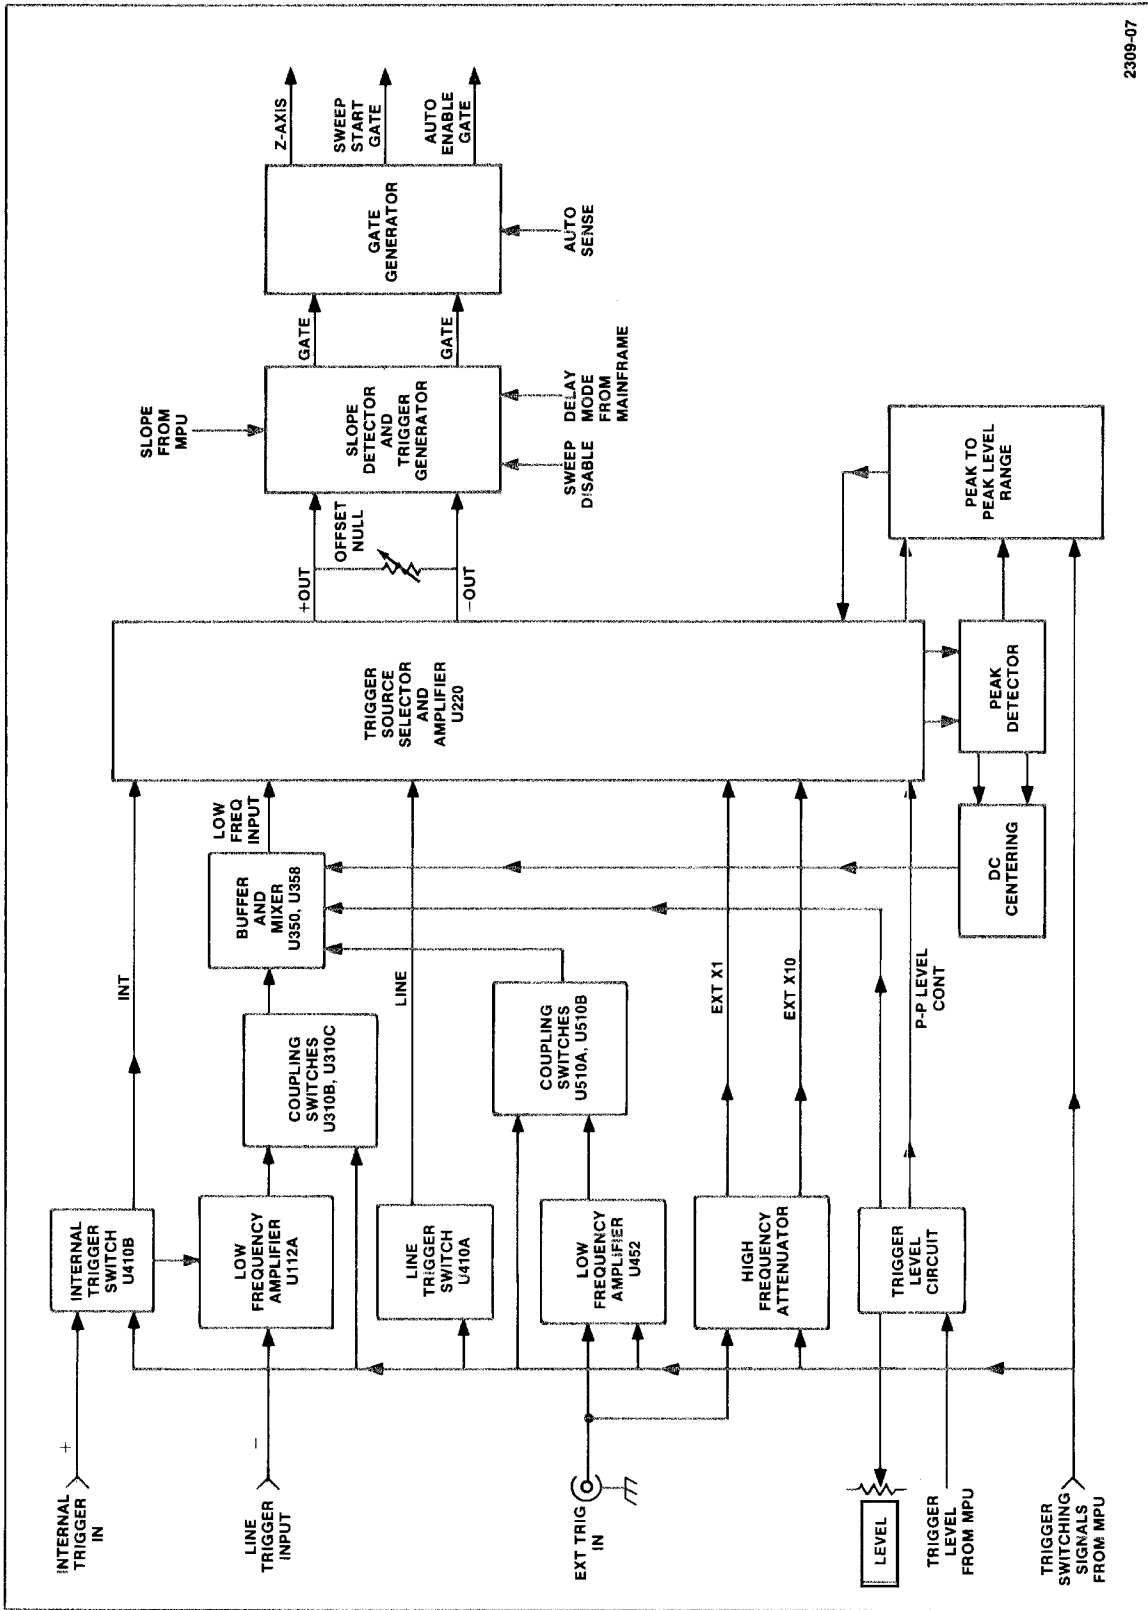 INTERNAL
TRIGGER
IN
+
LINE
TRIGGER
INPUT
–
EXT TRIG
IN
LEVEL
TRIGGER
LEVEL
FROM MPU
TRIGGER
SWITCHING
SIGNALS
FROM MPU
INTERNAL
TRIGGER
SWITCH
U410B
LOW
FREQUENCY
AMPLIFIER
U112A
LINE
TRIGGER
SWITCH
U410A
LOW
FREQUENCY
AMPLIFIER
U452
HIGH
FREQUENCY
ATTENUATOR
TRIGGER
LEVEL
CIRCUIT
COUPLING
SWITCHES
U310B, U310C
COUPLING
SWITCHES
U510A, U510B
INT
BUFFER
AND
MIXER
U350, U358
LOW
FREQ
INPUT
LINE
EXT X1
EXT X10
P-P LEVEL
CONT
DC
CENTERING
TRIGGER
SOURCE
SELECTOR
AND
AMPLIFIER
U220
PEAK
DETECTOR
PEAK TO
PEAK LEVEL
RANGE
+OUT
–OUT
OFFSET
NULL
SLOPE
FROM
MPU
SLOPE
DETECTOR
AND
TRIGGER
GENERATOR
SWEEP
DISABLE
DELAY
MODE
FROM
MAINFRAME
GATE
GATE
GATE
GENERATOR
AUTO
SENSE
Z-AXIS
SWEEP
START
GATE
AUTO
ENABLE
GATE
2309-07